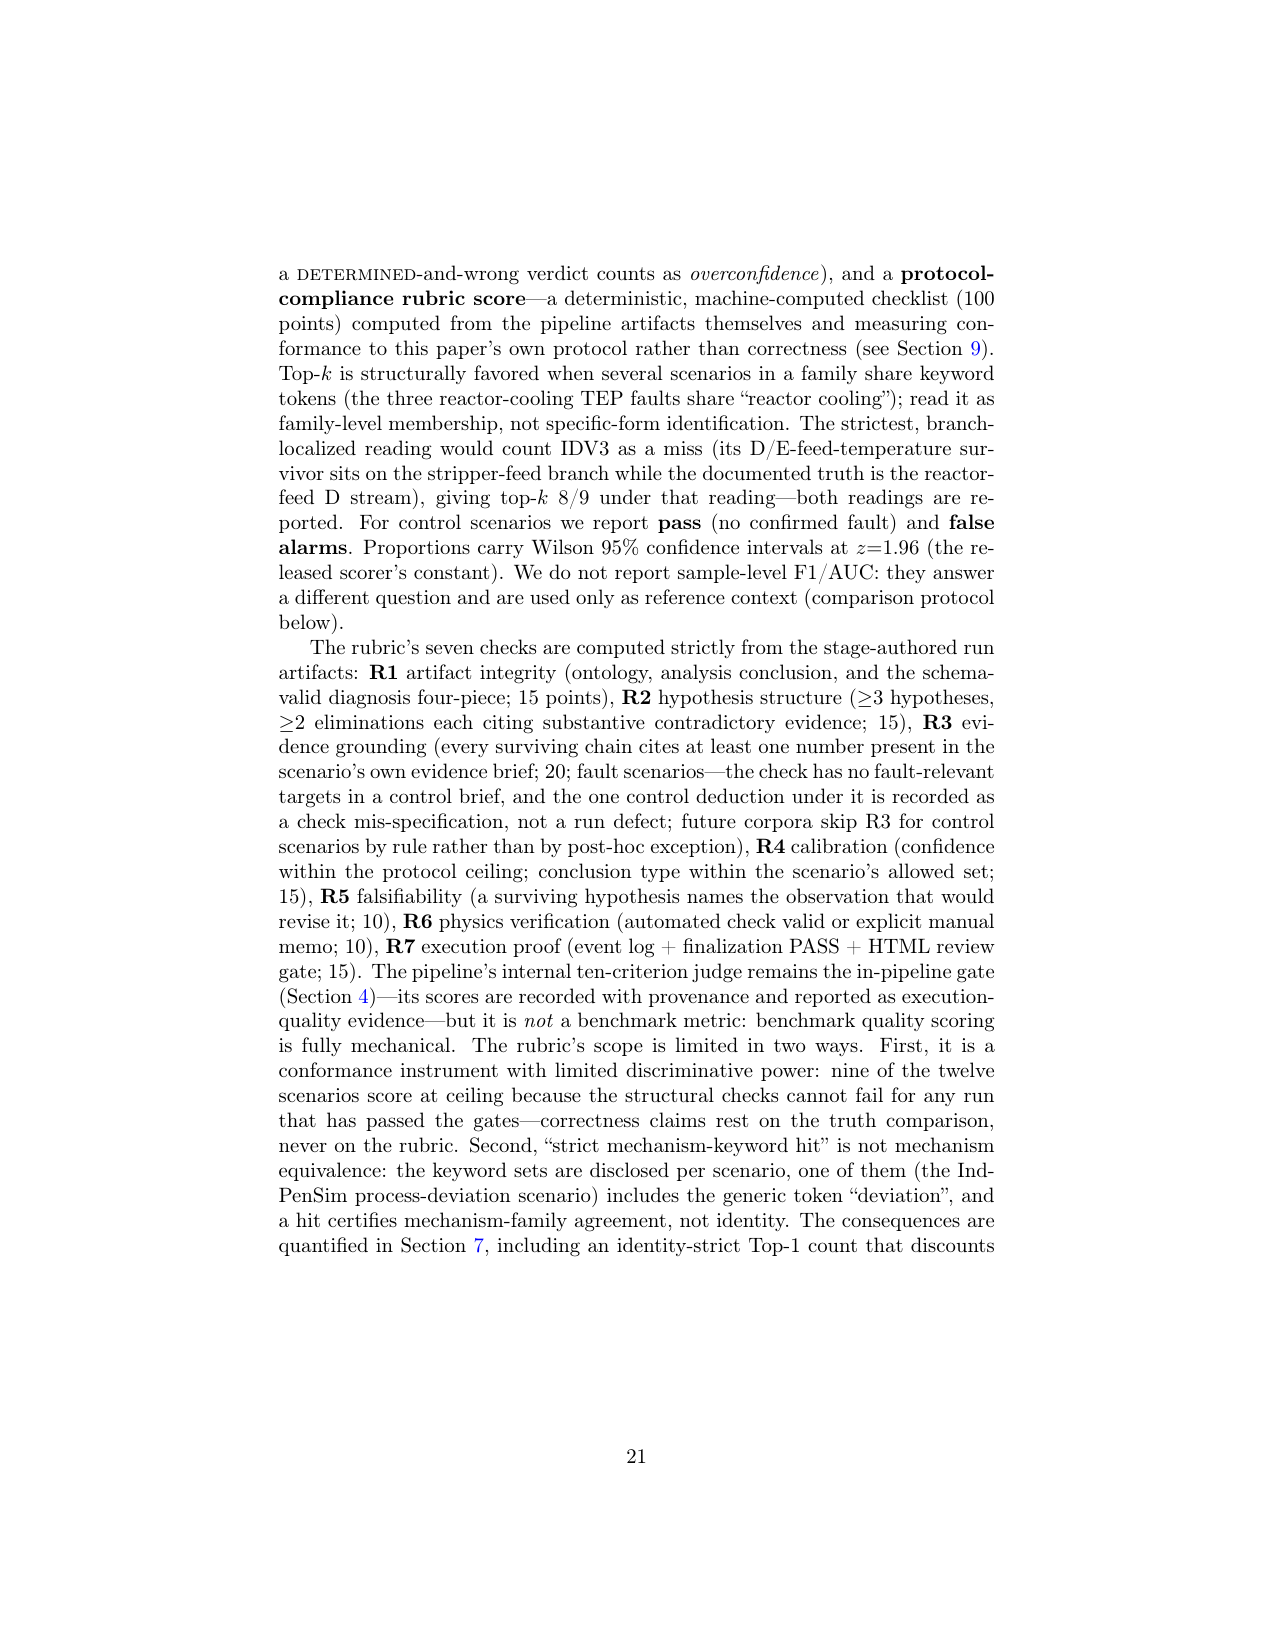 a DETERMINED-and-wrong verdict counts as overconfidence), and a protocol-
compliance rubric score—a deterministic, machine-computed checklist (100
points) computed from the pipeline artifacts themselves and measuring con-
formance to this paper's own protocol rather than correctness (see Section 9).
Top-k is structurally favored when several scenarios in a family share keyword
tokens (the three reactor-cooling TEP faults share “reactor cooling”); read it as
family-level membership, not specific-form identification. The strictest, branch-
localized reading would count IDV3 as a miss (its D/E-feed-temperature sur-
vivor sits on the stripper-feed branch while the documented truth is the reactor-
feed D stream), giving top-k 8/9 under that reading—both readings are re-
ported. For control scenarios we report pass (no confirmed fault) and false
alarms. Proportions carry Wilson 95% confidence intervals at z=1.96 (the re-
leased scorer's constant). We do not report sample-level F1/AUC: they answer
a different question and are used only as reference context (comparison protocol
below).
The rubric's seven checks are computed strictly from the stage-authored run
artifacts: R1 artifact integrity (ontology, analysis conclusion, and the schema-
valid diagnosis four-piece; 15 points), R2 hypothesis structure (≥3 hypotheses,
≥2 eliminations each citing substantive contradictory evidence; 15), R3 evi-
dence grounding (every surviving chain cites at least one number present in the
scenario's own evidence brief; 20; fault scenarios—the check has no fault-relevant
targets in a control brief, and the one control deduction under it is recorded as
a check mis-specification, not a run defect; future corpora skip R3 for control
scenarios by rule rather than by post-hoc exception), R4 calibration (confidence
within the protocol ceiling; conclusion type within the scenario's allowed set;
15), R5 falsifiability (a surviving hypothesis names the observation that would
revise it; 10), R6 physics verification (automated check valid or explicit manual
memo; 10), R7 execution proof (event log + finalization PASS + HTML review
gate; 15). The pipeline's internal ten-criterion judge remains the in-pipeline gate
(Section 4)—its scores are recorded with provenance and reported as execution-
quality evidence—but it is not a benchmark metric: benchmark quality scoring
is fully mechanical. The rubric's scope is limited in two ways. First, it is a
conformance instrument with limited discriminative power: nine of the twelve
scenarios score at ceiling because the structural checks cannot fail for any run
that has passed the gates—correctness claims rest on the truth comparison,
never on the rubric. Second, “strict mechanism-keyword hit” is not mechanism
equivalence: the keyword sets are disclosed per scenario, one of them (the Ind-
PenSim process-deviation scenario) includes the generic token “deviation”, and
a hit certifies mechanism-family agreement, not identity. The consequences are
quantified in Section 7, including an identity-strict Top-1 count that discounts
21